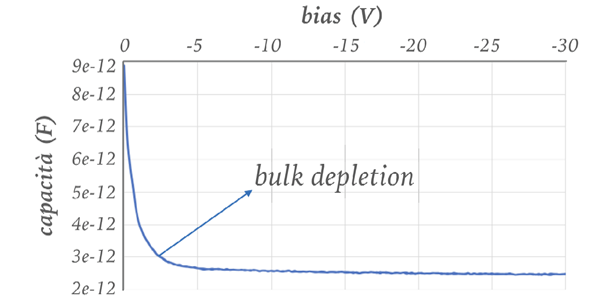 bias (V)
0 -5 -10 -15 -20 -25 -30
9e-12
8e-12
7e-12
6e-12
5e-12
4e-12
3e-12
2e-12
capacità (F)
bulk depletion